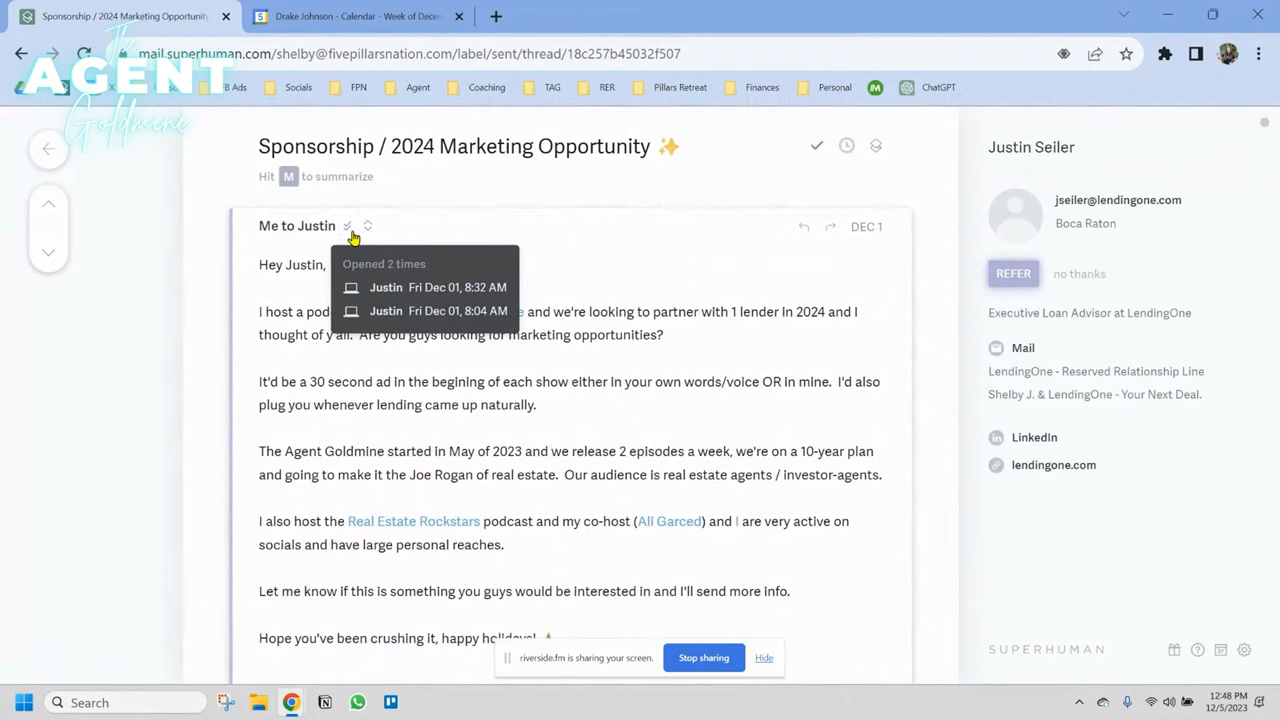 Sponsorship / 2024 Marketing Opportunity
Drake Johnson - Calendar - Week of Decem
mail.superhuman.com/shelby@fivepillarsnation.com/label/sent/thread/18c257b45032f507
The
AGENT
Goldmine
B Ads
Socials
FPN
Agent
Coaching
TAG
RER
Pillars Retreat
Finances
Personal
ChatGPT
Sponsorship / 2024 Marketing Opportunity ✨
Hit M to summarize
Me to Justin
DEC 1
Opened 2 times
Justin Fri Dec 01, 8:32 AM
Justin Fri Dec 01, 8:04 AM
Hey Justin,
I host a pod e and we're looking to partner with 1 lender in 2024 and I
thought of y'all. Are you guys looking for marketing opportunities?
It'd be a 30 second ad in the begining of each show either in your own words/voice OR in mine. I'd also
plug you whenever lending came up naturally.
The Agent Goldmine started in May of 2023 and we release 2 episodes a week, we're on a 10-year plan
and going to make it the Joe Rogan of real estate. Our audience is real estate agents / investor-agents.
I also host the Real Estate Rockstars podcast and my co-host (Ali Garced) and I are very active on
socials and have large personal reaches.
Let me know if this is something you guys would be interested in and I'll send more info.
Hope you've been crushing it, happy holidays!
Justin Seiler
jseiler@lendingone.com
Boca Raton
REFER no thanks
Executive Loan Advisor at LendingOne
Mail
LendingOne - Reserved Relationship Line
Shelby J. & LendingOne - Your Next Deal.
LinkedIn
lendingone.com
SUPERHUMAN
riverside.fm is sharing your screen. Stop sharing Hide
Search
12:48 PM
12/5/2023